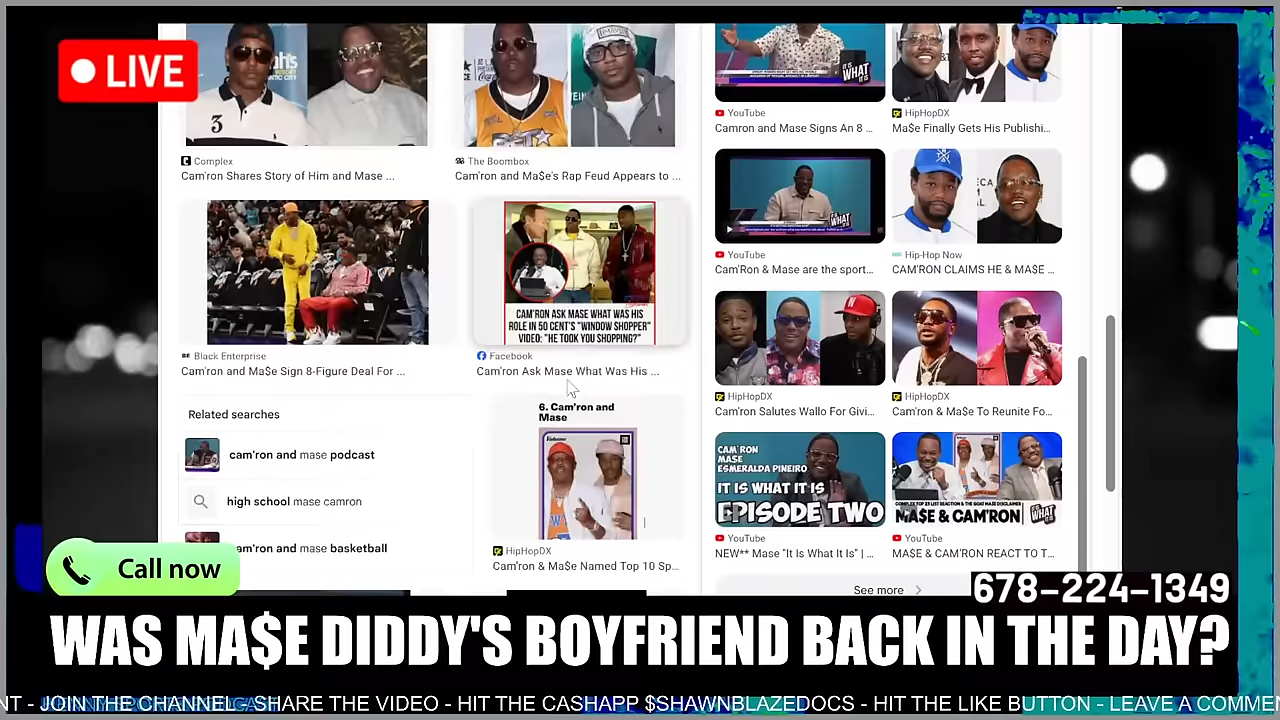 LIVE
3
Complex
Cam'ron Shares Story of Him and Mase ...
The Boombox
Cam'ron and Ma$e's Rap Feud Appears to ...
Black Enterprise
Cam'ron and Ma$e Sign 8-Figure Deal For ...
CAM'RON ASK MASE WHAT WAS HIS
ROLE IN 50 CENT'S "WINDOW SHOPPER"
VIDEO: "HE TOOK YOU SHOPPING?"
Facebook
Cam'ron Ask Mase What Was His ...
Related searches
cam'ron and mase podcast
high school mase camron
cam'ron and mase basketball
6. Cam'ron and
Mase
HipHopDX
Cam'ron & Ma$e Named Top 10 Sp...
WHAT
YouTube
Camron and Mase Signs An 8 ...
HipHopDX
Ma$e Finally Gets His Publishi...
WHAT
YouTube
Cam'Ron & Mase are the sport...
Hip-Hop Now
CAM'RON CLAIMS HE & MA$E ...
HipHopDX
Cam'ron Salutes Wallo For Givi...
HipHopDX
Cam'ron & Ma$e To Reunite Fo...
CAM'RON
MASE
ESMERALDA PINEIRO
IT IS WHAT IT IS
EPISODE TWO
YouTube
NEW** Mase "It Is What It Is" | ...
MA$E & CAM'RON
WHAT
YouTube
MA$E & CAM'RON REACT TO T...
See more
Call now
678-224-1349
WAS MA$E DIDDY'S BOYFRIEND BACK IN THE DAY?
NT - JOIN THE CHANNEL - SHARE THE VIDEO - HIT THE CASHAPP $SHAWNBLAZEDOCS - HIT THE LIKE BUTTON - LEAVE A COMME